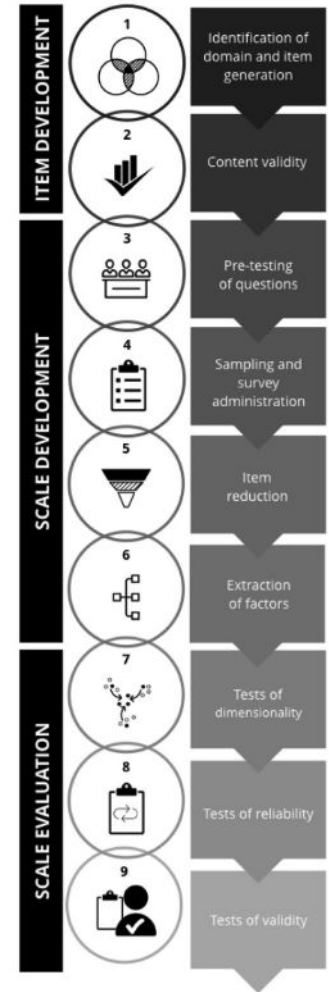 ITEM DEVELOPMENT
1
Identification of
domain and item
generation
2
Content validity
SCALE DEVELOPMENT
3
Pre-testing
of questions
4
Sampling and
survey
administration
5
Item
reduction
6
Extraction
of factors
SCALE EVALUATION
7
Tests of
dimensionality
8
Tests of reliability
9
Tests of validity